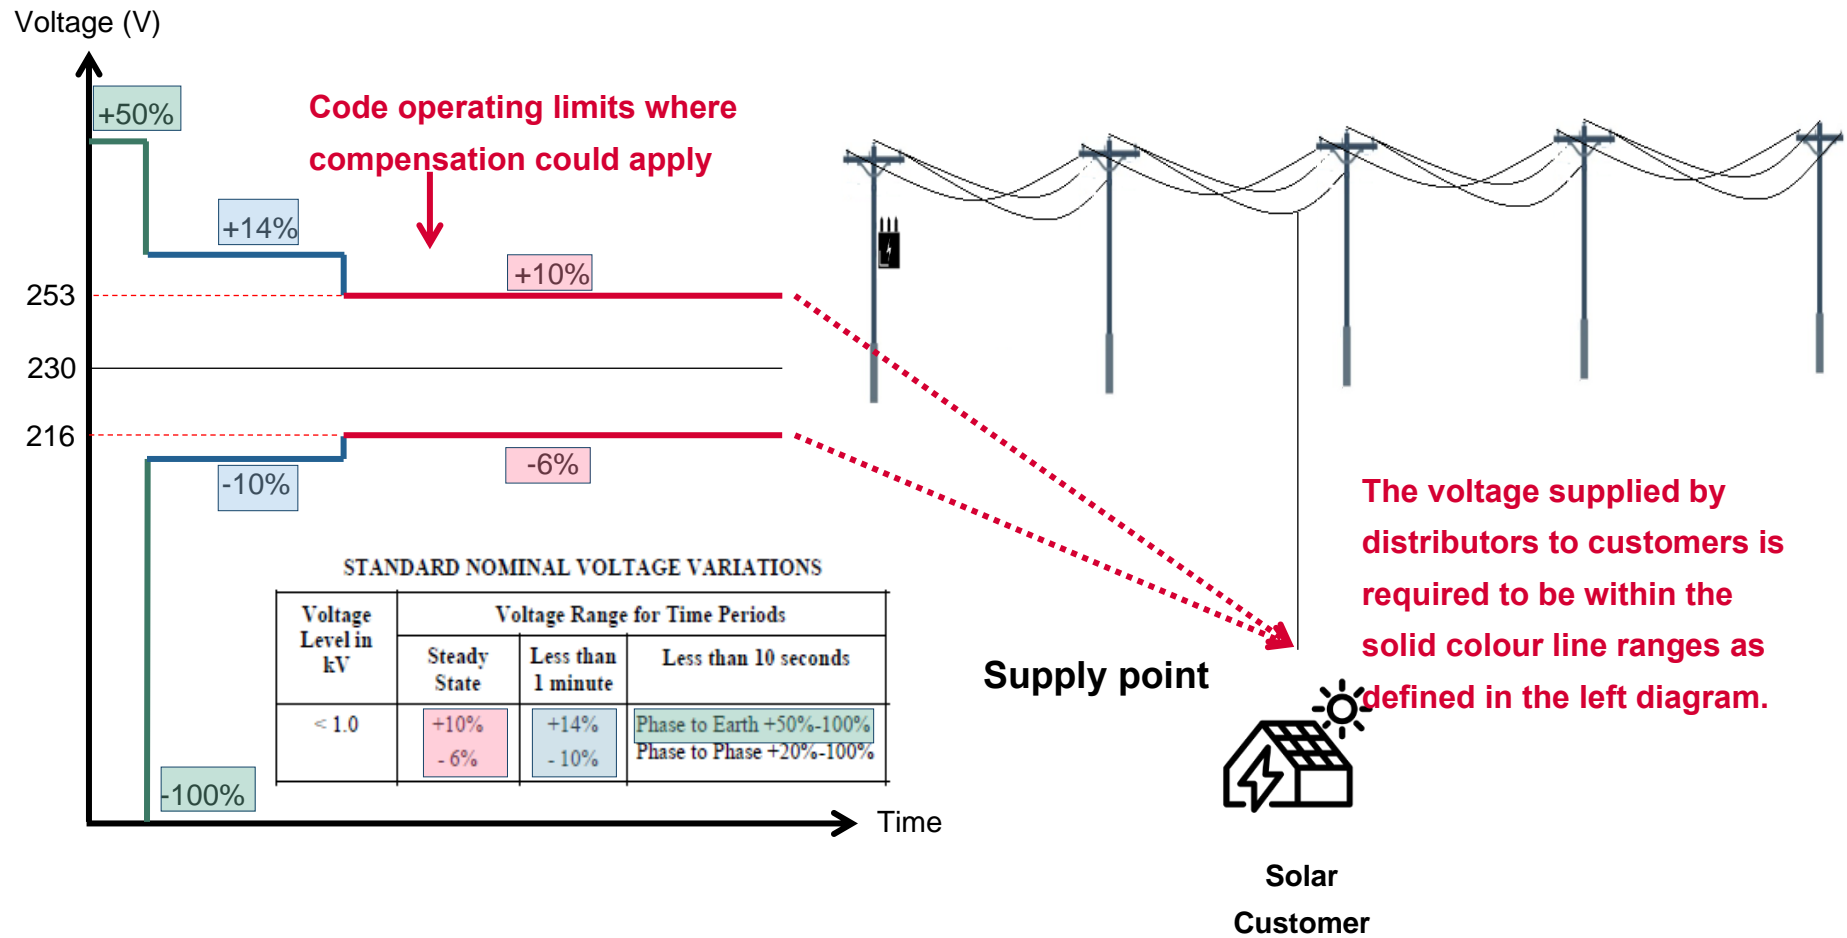 Voltage (V)
+50%
Code operating limits where
compensation could apply
+14%
+10%
253
230
216
-6%
-10%
-100%
Time
STANDARD NOMINAL VOLTAGE VARIATIONS
Voltage Level in kV
Voltage Range for Time Periods
Steady State
Less than 1 minute
Less than 10 seconds
< 1.0
+10%
- 6%
+14%
- 10%
Phase to Earth +50%-100%
Phase to Phase +20%-100%
Supply point
The voltage supplied by
distributors to customers is
required to be within the
solid colour line ranges as
defined in the left diagram.
Solar
Customer